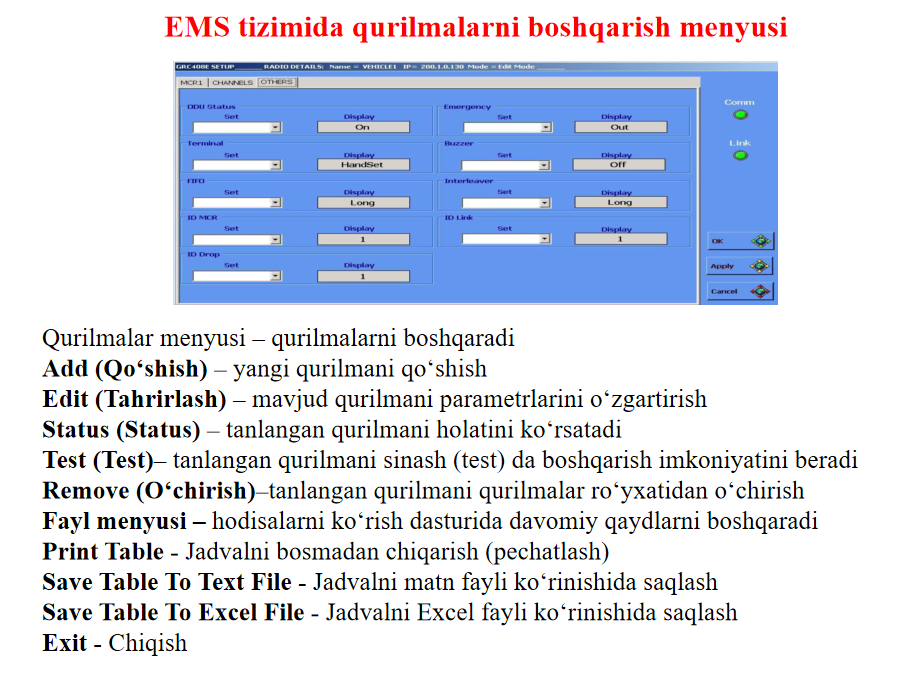 EMS tizimida qurilmalarni boshqarish menyusi
GRC408E SETUP_____ RADIO DETAILS: Name = VEHICLE1 IP= 200.1.0.130 Mode = Edit Mode_____
MCR1 CHANNELS OTHERS
ODU Status Emergency
Set Display Set Display
On Out
Terminal Buzzer
Set Display Set Display
HandSet Off
FIFO Interleaver
Set Display Set Display
Long Long
ID MCR ID Link
Set Display Set Display
1 1
ID Drop
Set Display
1
Comm
Link
OK
Apply
Cancel
Qurilmalar menyusi – qurilmalarni boshqaradi
Add (Qo‘shish) – yangi qurilmani qo‘shish
Edit (Tahrirlash) – mavjud qurilmani parametrlarini o‘zgartirish
Status (Status) – tanlangan qurilmani holatini ko‘rsatadi
Test (Test)– tanlangan qurilmani sinash (test) da boshqarish imkoniyatini beradi
Remove (O‘chirish)–tanlangan qurilmani qurilmalar ro‘yxatidan o‘chirish
Fayl menyusi – hodisalarni ko‘rish dasturida davomiy qaydlarni boshqaradi
Print Table - Jadvalni bosmadan chiqarish (pechatlash)
Save Table To Text File - Jadvalni matn fayli ko‘rinishida saqlash
Save Table To Excel File - Jadvalni Excel fayli ko‘rinishida saqlash
Exit - Chiqish